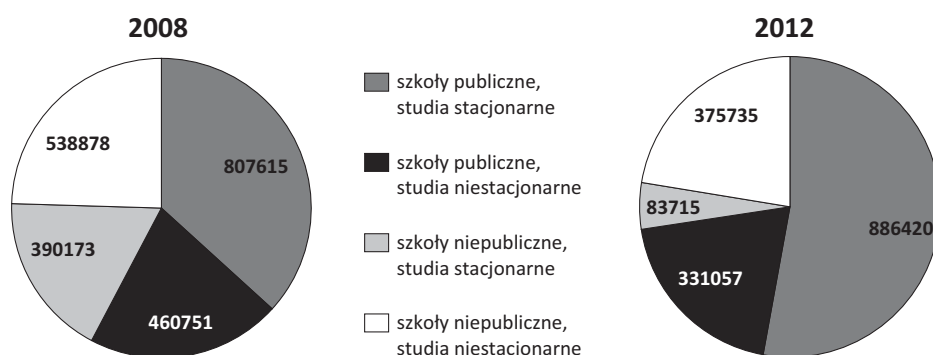 2008
2012
538878
807615
390173
460751
szkoły publiczne,
studia stacjonarne
szkoły publiczne,
studia niestacjonarne
szkoły niepubliczne,
studia stacjonarne
szkoły niepubliczne,
studia niestacjonarne
375735
83715
886420
331057